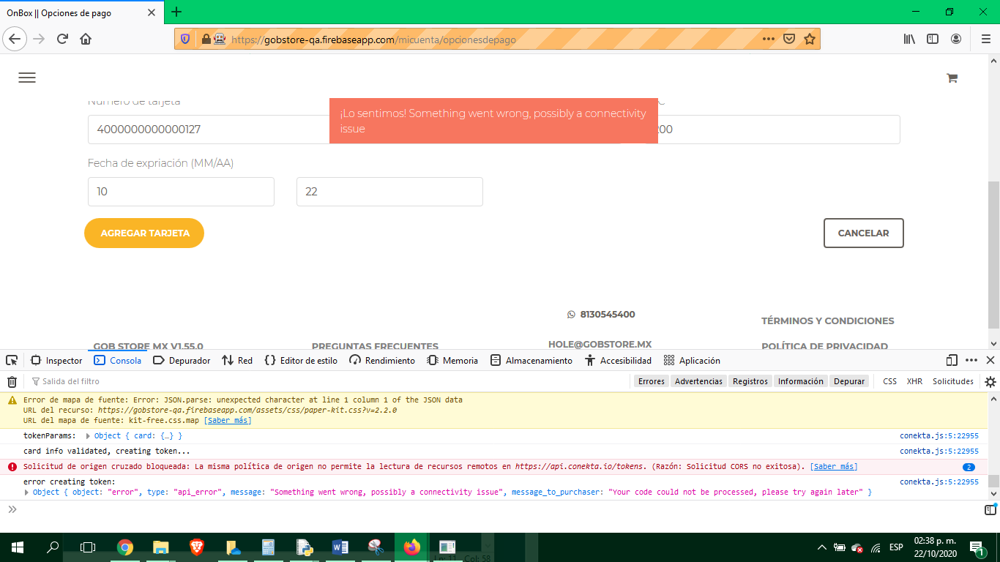 OnBox || Opciones de pago
https://gobstore-qa.firebaseapp.com/micuenta/opcionesdepago
Número de tarjeta
¡Lo sentimos! Something went wrong, possibly a connectivity
issue
4000000000000127
200
Fecha de expriación (MM/AA)
10
22
AGREGAR TARJETA
CANCELAR
8130545400
TÉRMINOS Y CONDICIONES
GOB STORE MX V1.55.0
PREGUNTAS FRECUENTES
HOLE@GOBSTORE.MX
POLÍTICA DE PRIVACIDAD
Inspector
Consola
Depurador
Red
Editor de estilo
Rendimiento
Memoria
Almacenamiento
Accesibilidad
Aplicación
Salida del filtro
Errores
Advertencias
Registros
Información
Depurar
CSS
XHR
Solicitudes
Error de mapa de fuente: Error: JSON.parse: unexpected character at line 1 column 1 of the JSON data
URL del recurso: https://gobstore-qa.firebaseapp.com/assets/css/paper-kit.css?v=2.2.0
URL del mapa de fuente: kit-free.css.map [Saber más]
tokenParams: Object { card: {…} } conekta.js:5:22955
card info validated, creating token... conekta.js:5:22955
Solicitud de origen cruzado bloqueada: La misma política de origen no permite la lectura de recursos remotos en https://api.conekta.io/tokens. (Razón: Solicitud CORS no exitosa). [Saber más] 2
error creating token: conekta.js:5:22955
Object { object: "error", type: "api_error", message: "Something went wrong, possibly a connectivity issue", message_to_purchaser: "Your code could not be processed, please try again later" }
Ln: 11 Col: 58
ESP
02:38 p. m.
22/10/2020
1